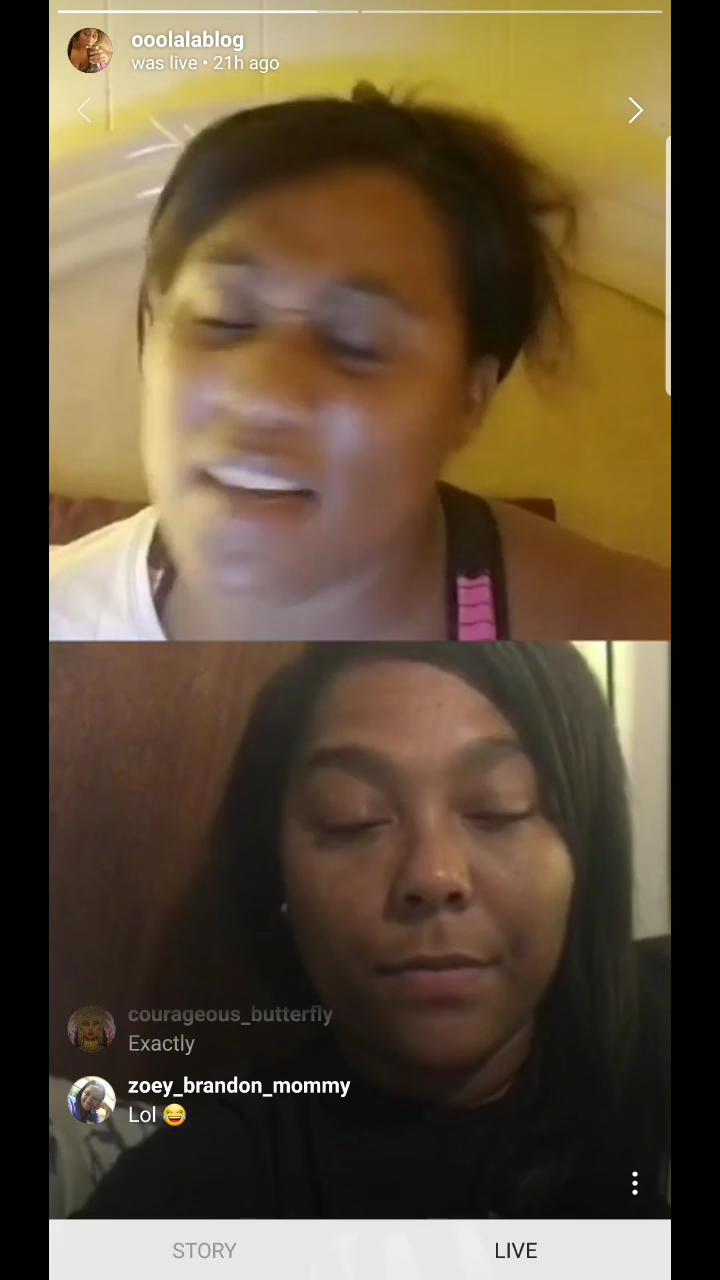 ooolalablog
was live • 21h ago
courageous_butterfly
Exactly
zoey_brandon_mommy
Lol 😂
STORY
LIVE